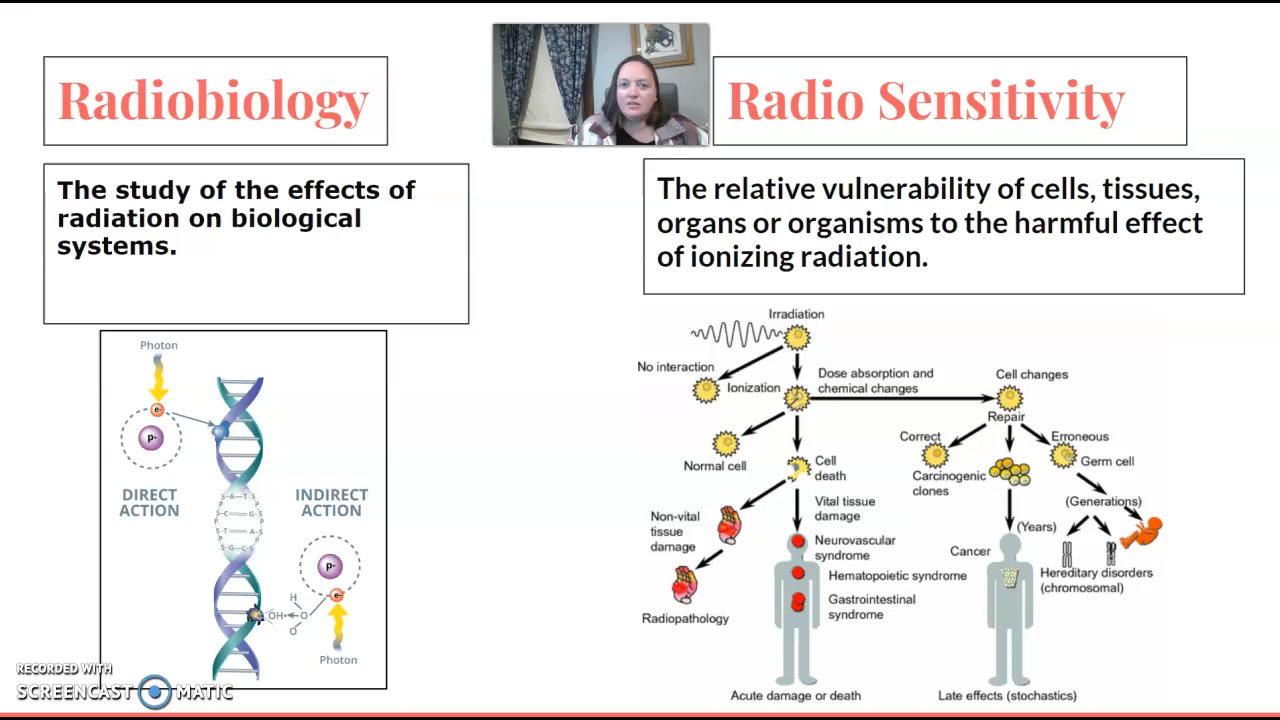 Radiobiology
Radio Sensitivity
The study of the effects of
radiation on biological
systems.
The relative vulnerability of cells, tissues,
organs or organisms to the harmful effect
of ionizing radiation.
Photon
e-
p-
DIRECT
ACTION
INDIRECT
ACTION
S-A-T-S
P
P
S-C-G-S
P
P
S-T-A-S
P
P
S-G-C-S
p-
e-
H
OH
O
O
Photon
Irradiation
No interaction
Ionization
Dose absorption and
chemical changes
Cell changes
Repair
Normal cell
Cell
death
Correct
Erroneous
Germ cell
Carcinogenic
clones
(Generations)
Non-vital
tissue
damage
Vital tissue
damage
(Years)
Neurovascular
syndrome
Cancer
Hematopoietic syndrome
Hereditary disorders
(chromosomal)
Gastrointestinal
syndrome
Radiopathology
Acute damage or death
Late effects (stochastics)
RECORDED WITH
SCREENCAST MATIC